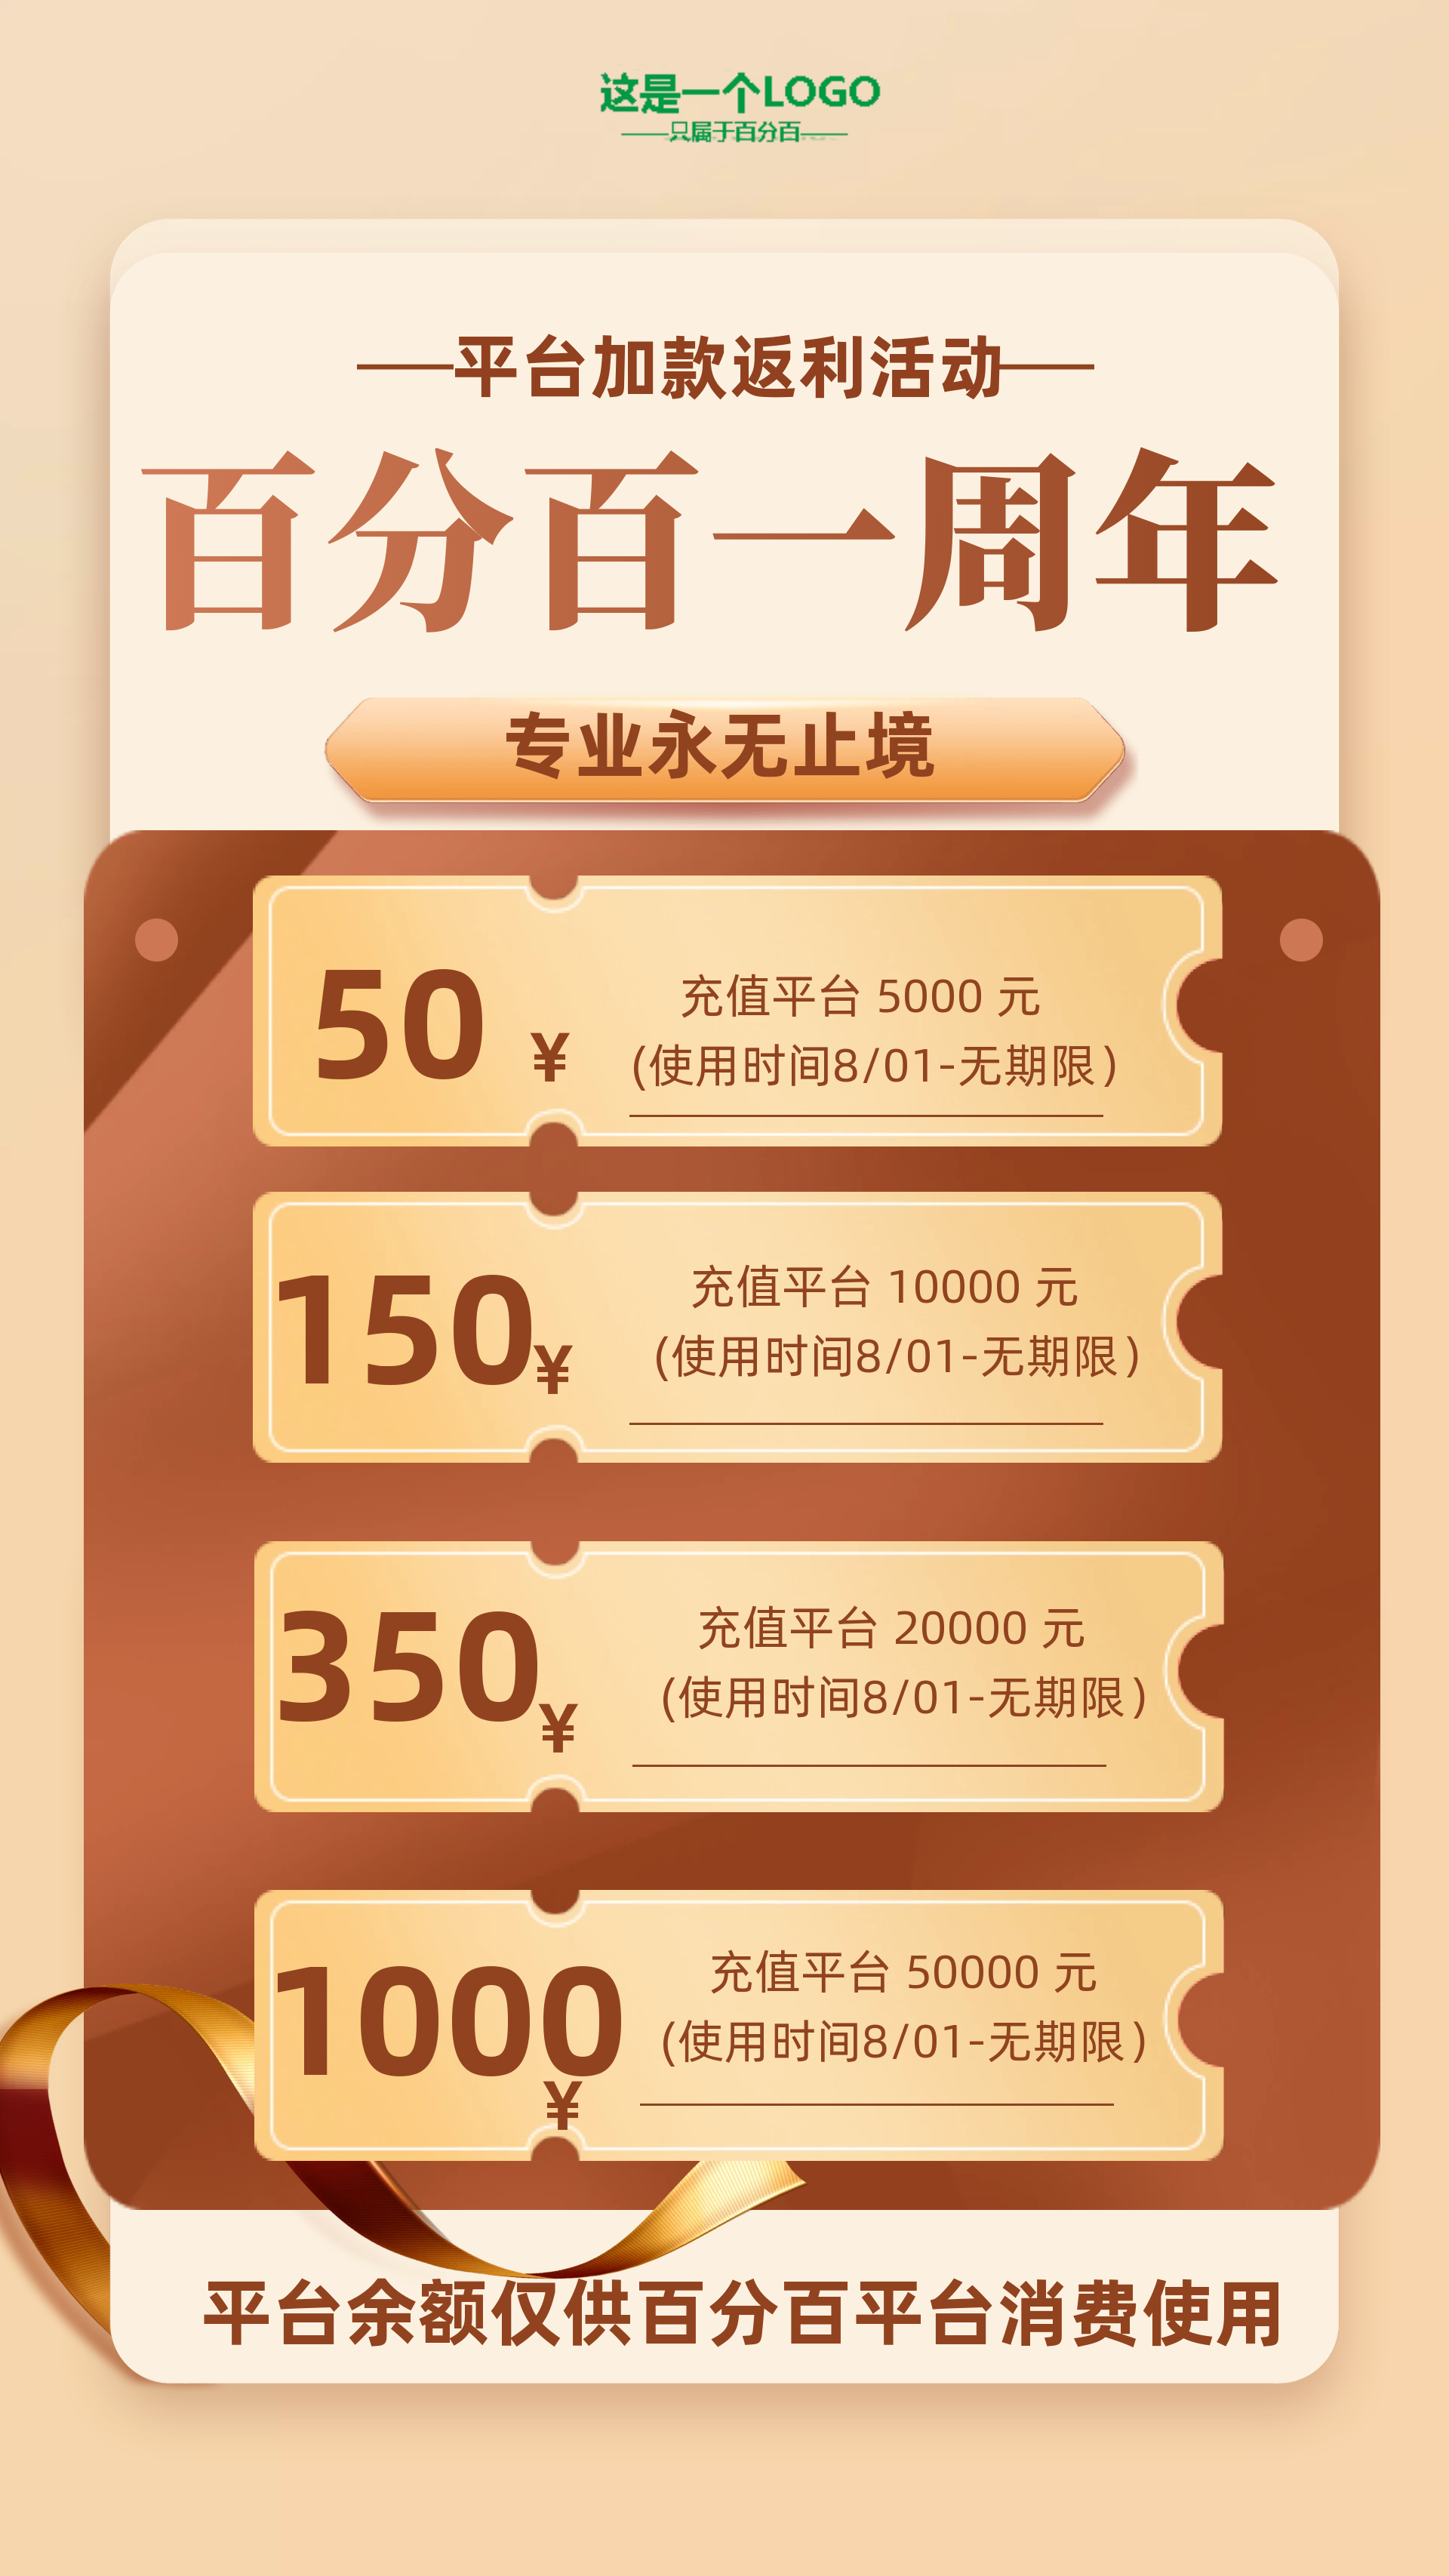 这是一个LOGO
——只属于百分百——
——平台加款返利活动——
百分百一周年
专业永无止境
50 ¥
充值平台 5000 元
(使用时间8/01-无期限)
150¥
充值平台 10000 元
(使用时间8/01-无期限)
350¥
充值平台 20000 元
(使用时间8/01-无期限)
1000
¥
充值平台 50000 元
(使用时间8/01-无期限)
平台余额仅供百分百平台消费使用